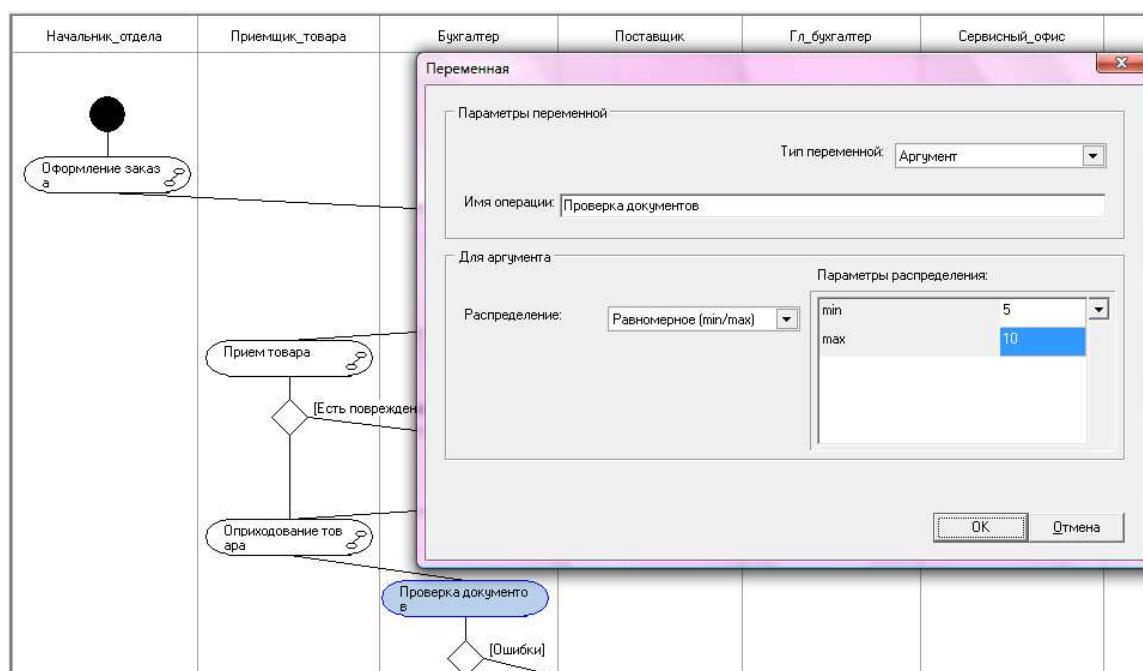 Начальник_отдела
Приемщик_товара
Бухгалтер
Поставщик
Гл_бухгалтер
Сервисный_офис
Переменная
Параметры переменной
Тип переменной:
Аргумент
Имя операции:
Проверка документов
Для аргумента
Параметры распределения:
Распределение:
Равномерное (min/max)
min 5
max 10
OK
Отмена
Оформление заказ
а
Прием товара
[Есть поврежден
Оприходование тов
ара
Проверка документо
в
[Ошибки]